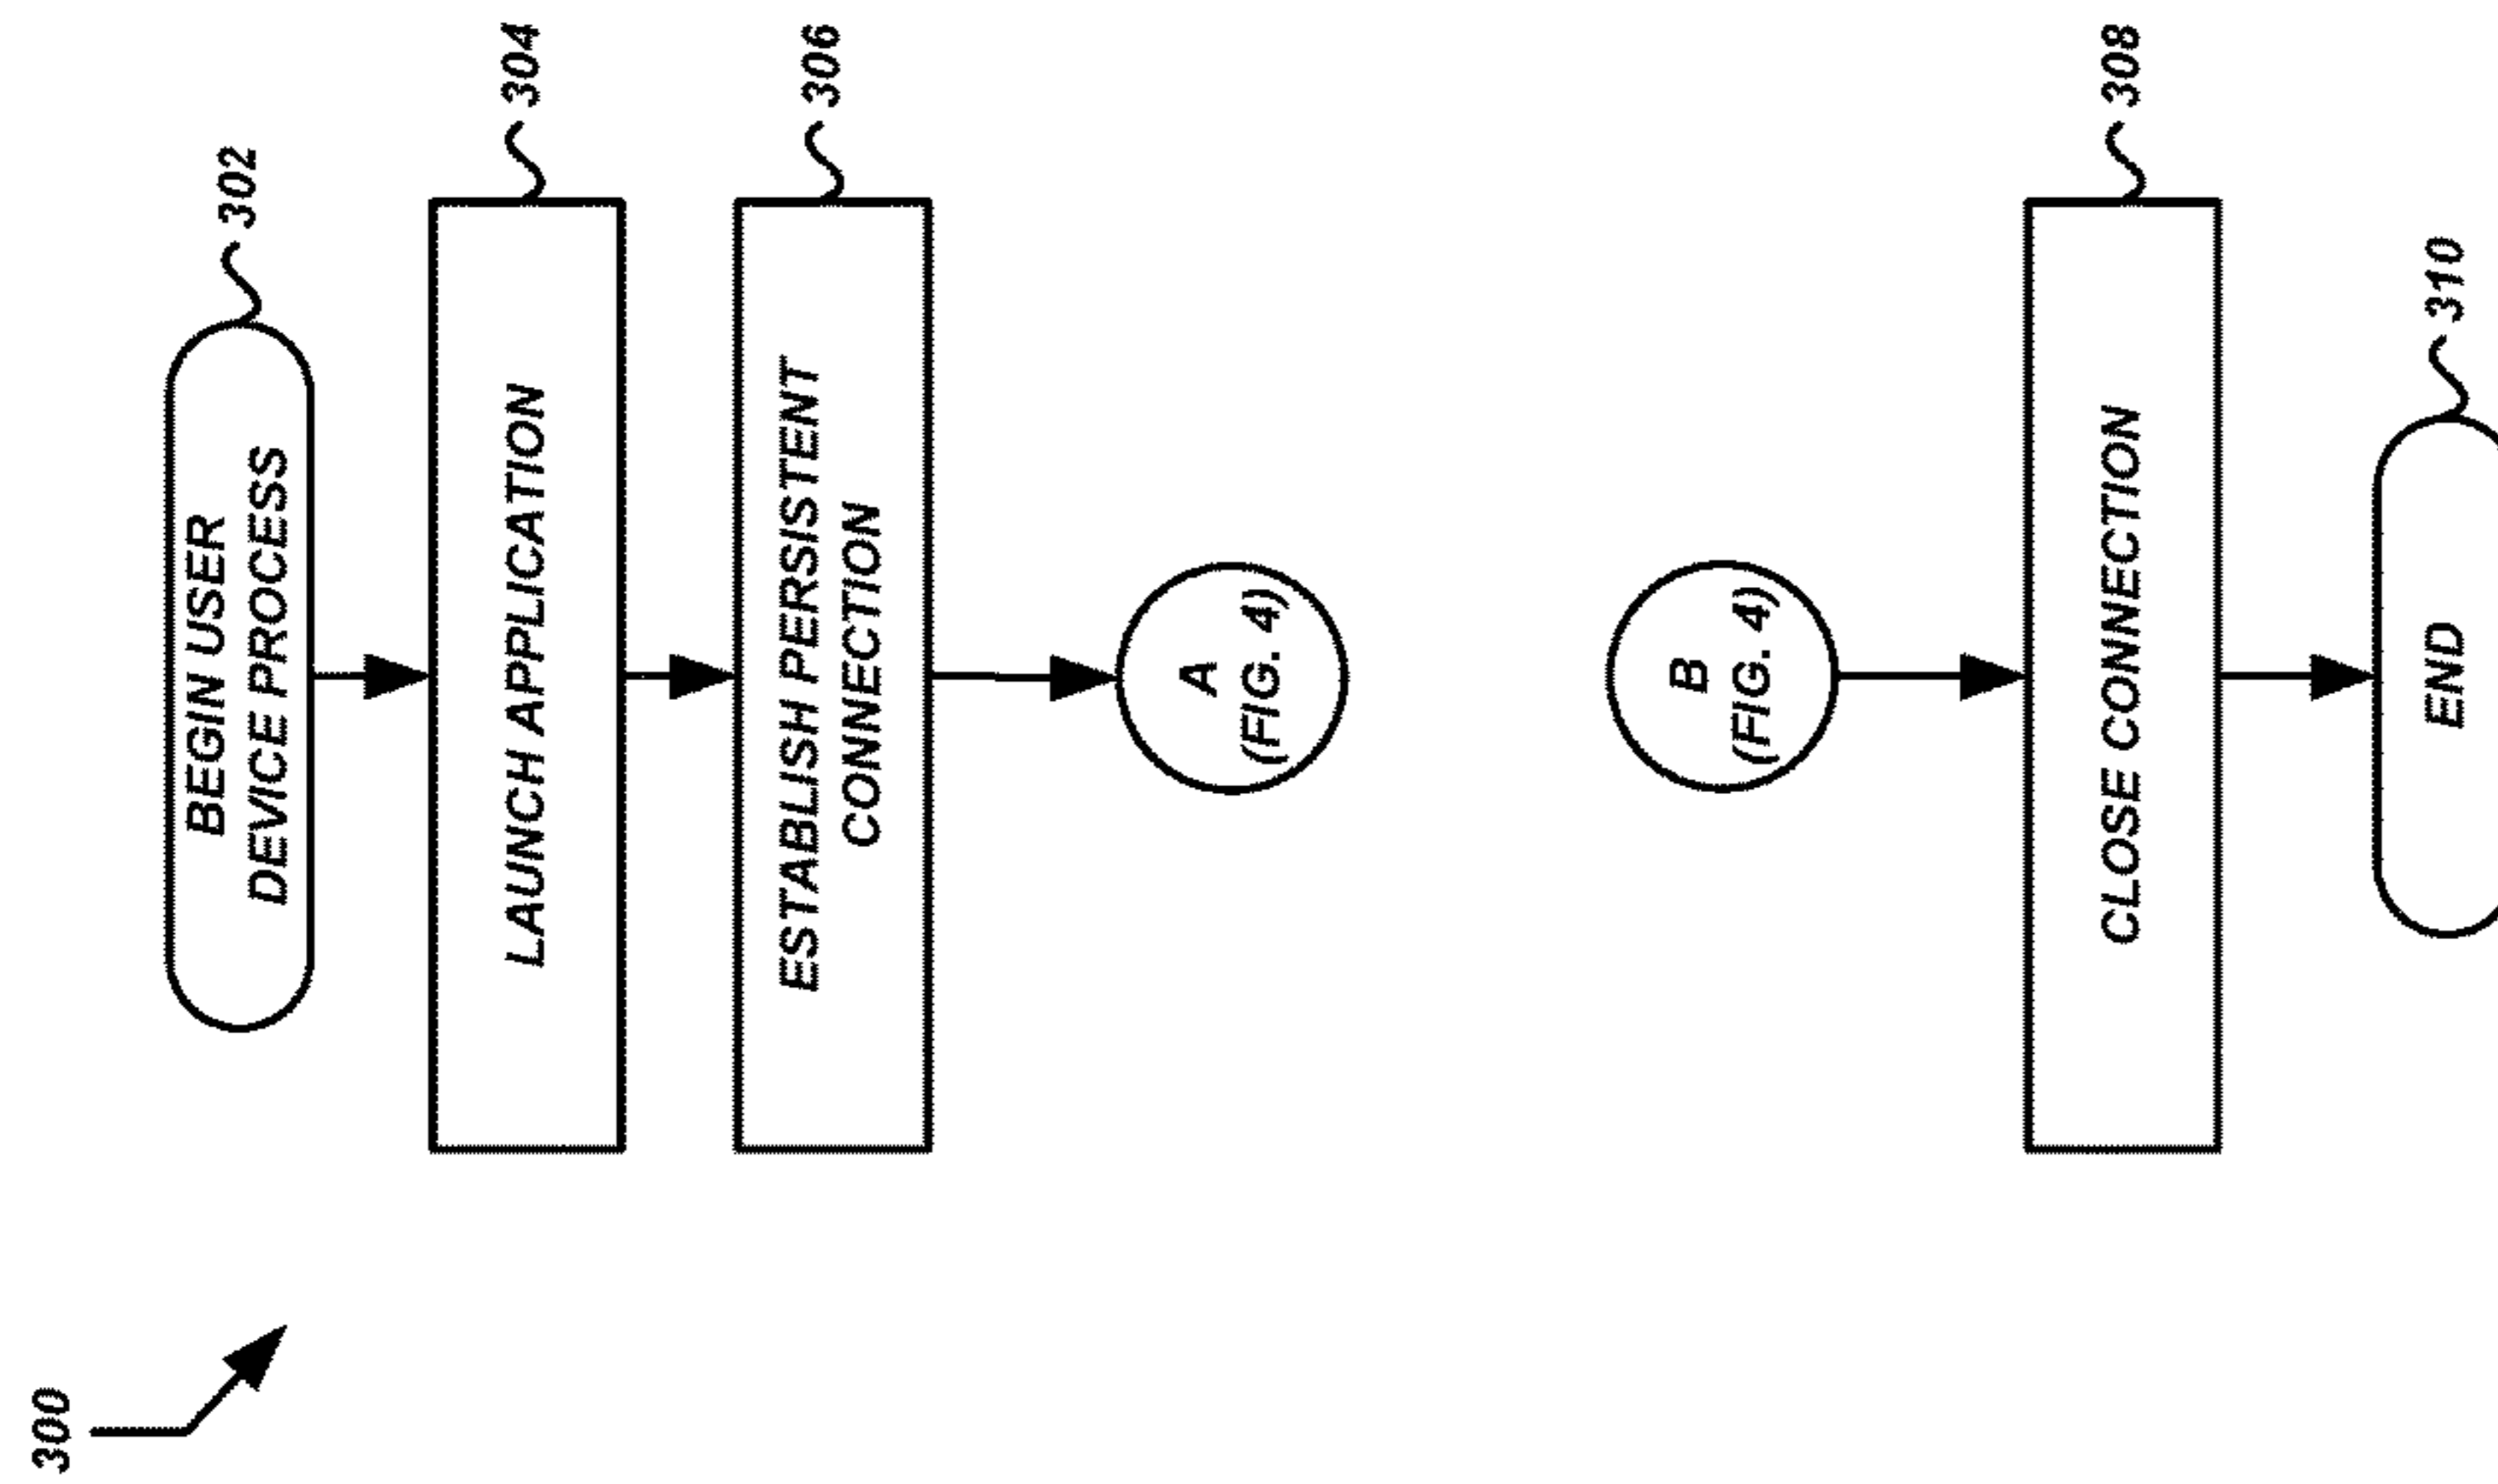 300
BEGIN USER
DEVICE PROCESS
302
LAUNCH APPLICATION
304
ESTABLISH PERSISTENT
CONNECTION
306
A
(FIG. 4)
B
(FIG. 4)
CLOSE CONNECTION
308
END
310